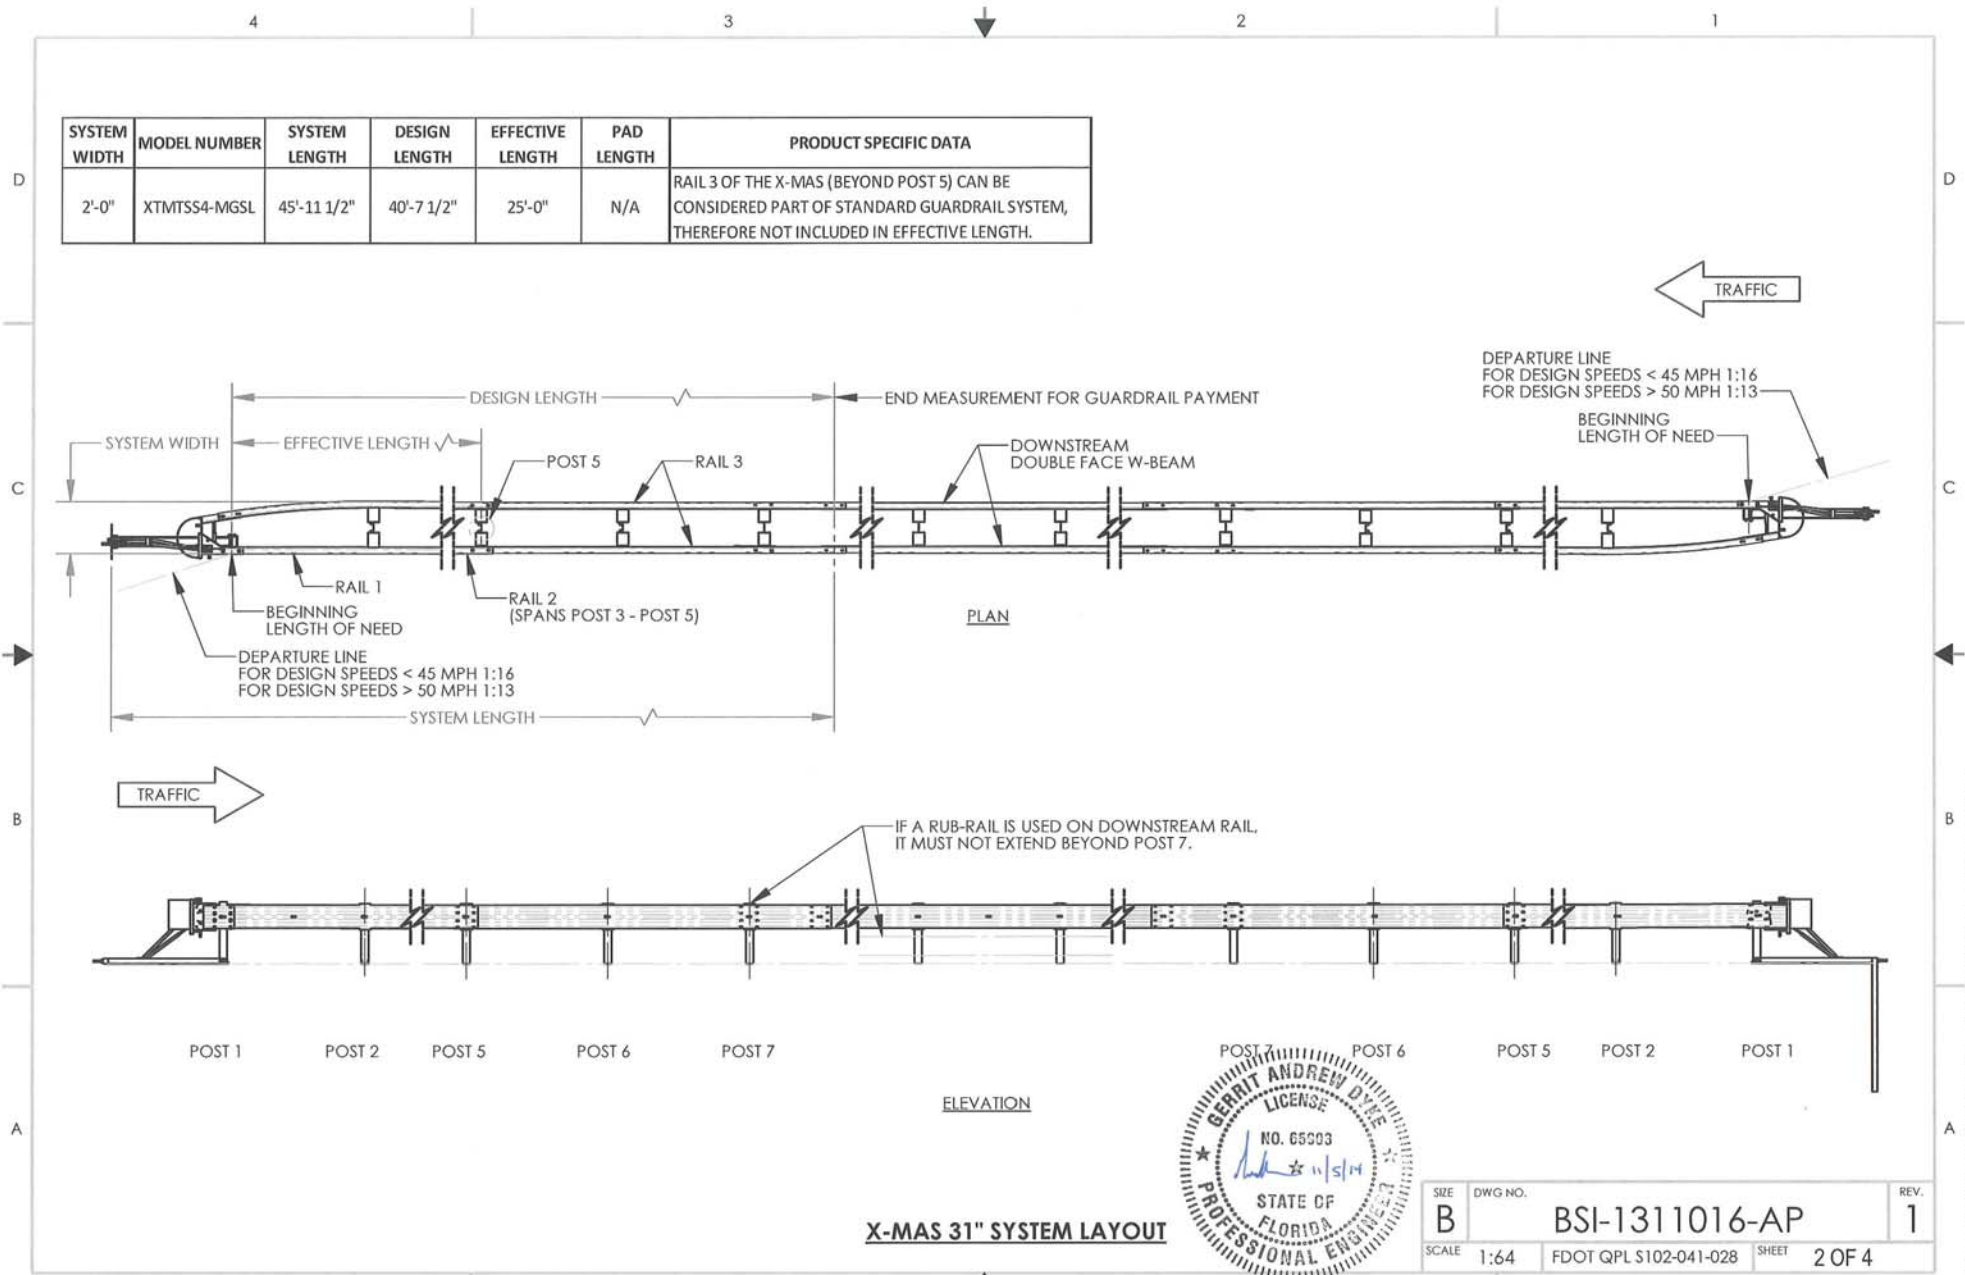 4 3 2 1
SYSTEM WIDTH MODEL NUMBER SYSTEM LENGTH DESIGN LENGTH EFFECTIVE LENGTH PAD LENGTH PRODUCT SPECIFIC DATA
2'-0" XTMTSS4-MGSL 45'-11 1/2" 40'-7 1/2" 25'-0" N/A
RAIL 3 OF THE X-MAS (BEYOND POST 5) CAN BE
CONSIDERED PART OF STANDARD GUARDRAIL SYSTEM,
THEREFORE NOT INCLUDED IN EFFECTIVE LENGTH.
D D
TRAFFIC
DEPARTURE LINE
FOR DESIGN SPEEDS < 45 MPH 1:16
FOR DESIGN SPEEDS > 50 MPH 1:13
BEGINNING
LENGTH OF NEED
DESIGN LENGTH
END MEASUREMENT FOR GUARDRAIL PAYMENT
SYSTEM WIDTH
EFFECTIVE LENGTH
POST 5
RAIL 3
DOWNSTREAM
DOUBLE FACE W-BEAM
C C
RAIL 1
BEGINNING
LENGTH OF NEED
RAIL 2
(SPANS POST 3 - POST 5)
PLAN
DEPARTURE LINE
FOR DESIGN SPEEDS < 45 MPH 1:16
FOR DESIGN SPEEDS > 50 MPH 1:13
SYSTEM LENGTH
TRAFFIC
B B
IF A RUB-RAIL IS USED ON DOWNSTREAM RAIL,
IT MUST NOT EXTEND BEYOND POST 7.
POST 1 POST 2 POST 5 POST 6 POST 7 POST 7 POST 6 POST 5 POST 2 POST 1
ELEVATION
A A
GERRIT ANDREW DYKE
LICENSE
11/5/14
STATE OF
FLORIDA
PROFESSIONAL ENGINEER
X-MAS 31" SYSTEM LAYOUT
SIZE B DWG NO. BSI-1311016-AP REV. 1
SCALE 1:64 FDOT QPL S102-041-028 SHEET 2 OF 4